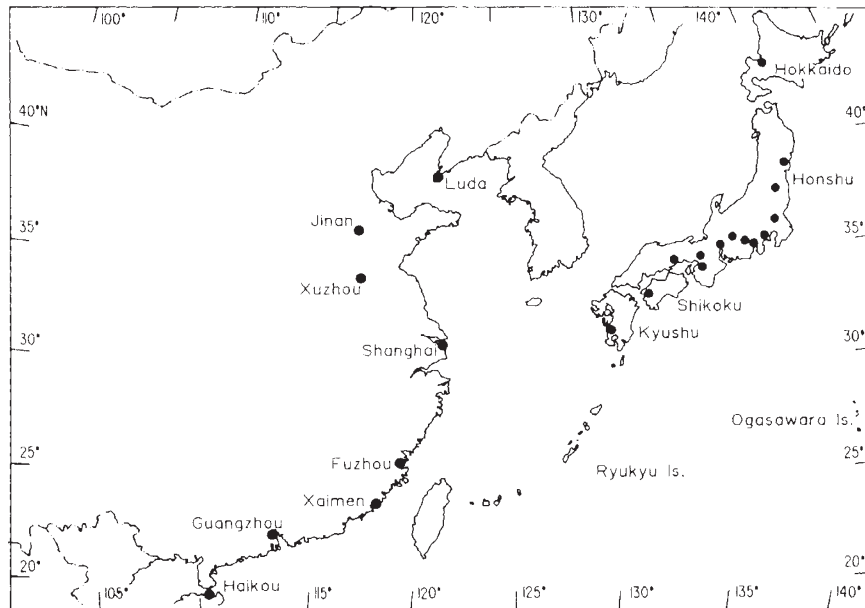 100° 110° 120° 130° 140°
Hokkaido
40°N 40°
Honshu
Luda
Jinan
35° 35°
Xuzhou
Shikoku
Kyushu
Shanghai
30° 30°
Ogasawara Is.
Fuzhou
25° 25°
Ryukyu Is.
Xaimen
Guangzhou
20° 20°
Haikou
105° 115° 120° 125° 130° 135° 140°